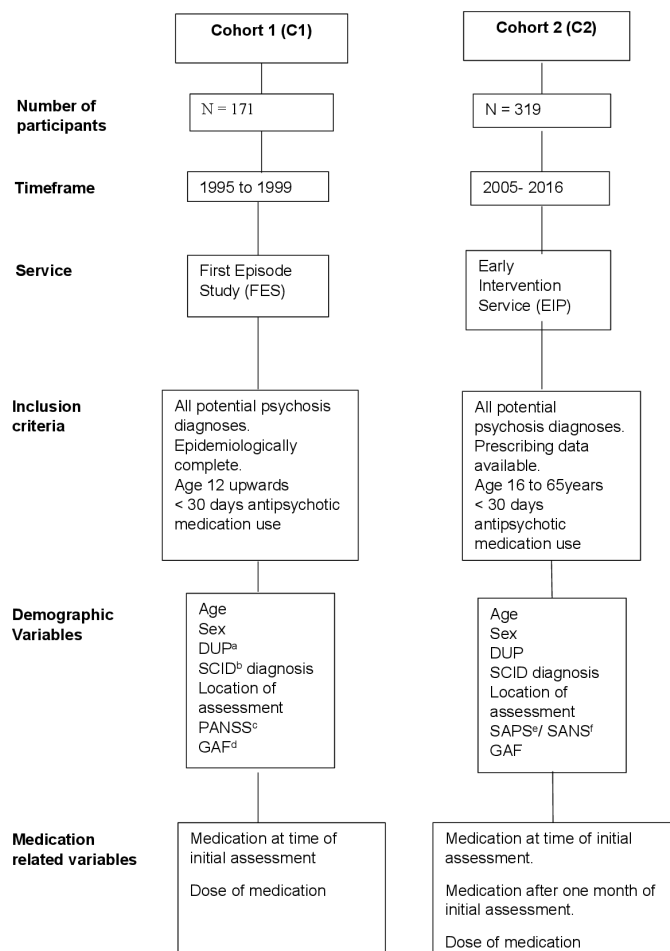 Cohort 1 (C1)
Cohort 2 (C2)
Number of
participants
N = 171
N = 319
Timeframe
1995 to 1999
2005- 2016
Service
First Episode
Study (FES)
Early
Intervention
Service (EIP)
Inclusion
criteria
All potential psychosis
diagnoses.
Epidemiologically
complete.
Age 12 upwards
< 30 days antipsychotic
medication use
All potential
psychosis diagnoses.
Prescribing data
available.
Age 16 to 65years
< 30 days
antipsychotic
medication use
Demographic
Variables
Age
Sex
DUPᵃ
SCIDᵇ diagnosis
Location of
assessment
PANSSᶜ
GAFᵈ
Age
Sex
DUP
SCID diagnosis
Location of
assessment
SAPSᵉ/ SANSᶠ
GAF
Medication
related variables
Medication at time of
initial assessment
Dose of medication
Medication at time of initial
assessment.
Medication after one month of
initial assessment.
Dose of medication